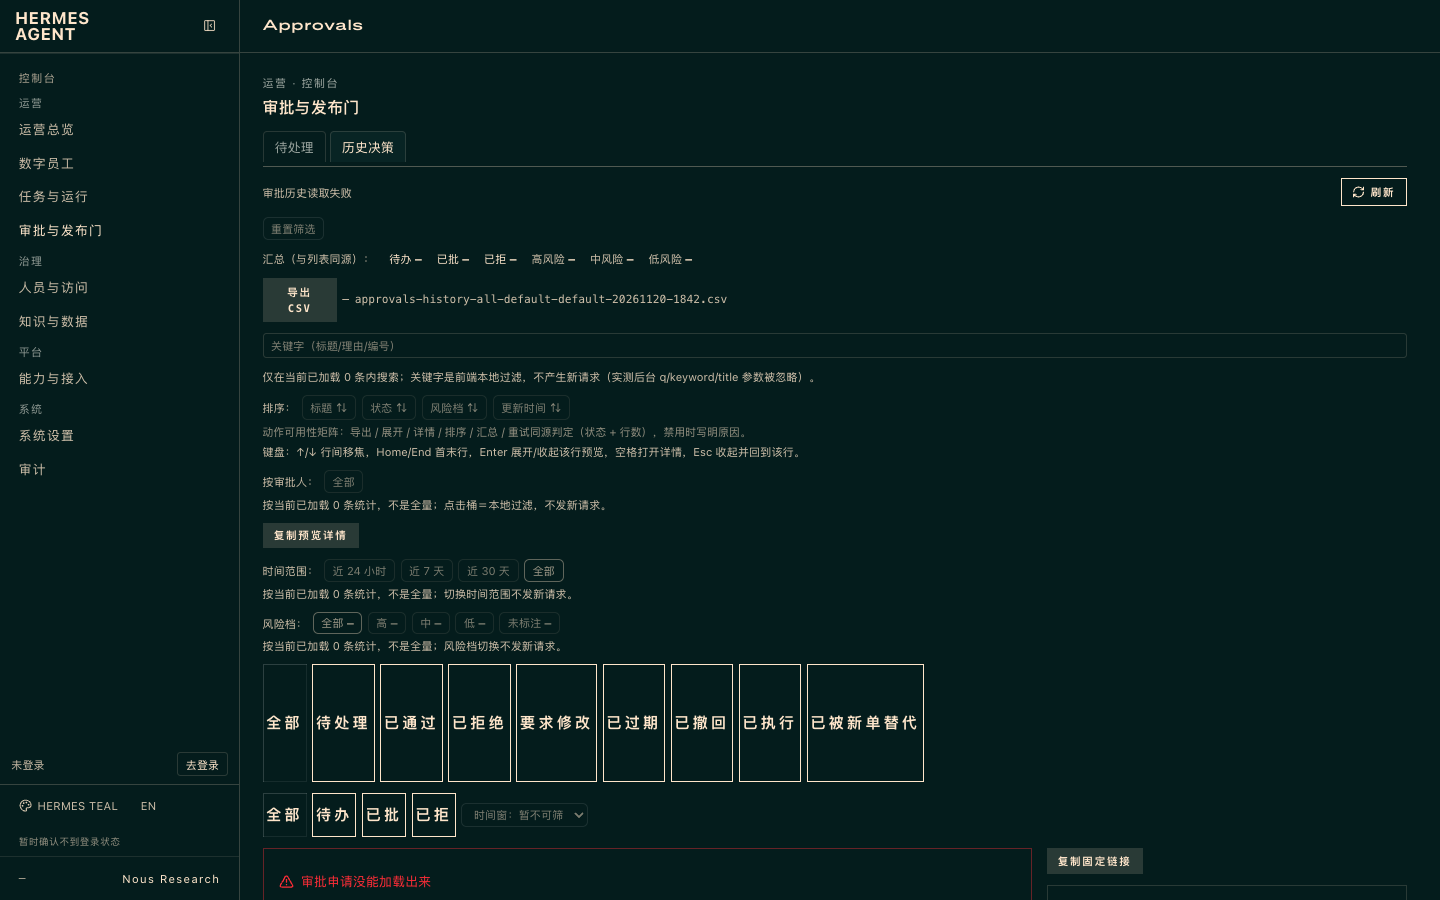 HERMES
AGENT
Approvals
控制台
运营
运营总览
数字员工
任务与运行
审批与发布门
治理
人员与访问
知识与数据
平台
能力与接入
系统
系统设置
审计
未登录
去登录
HERMES TEAL EN
暂时确认不到登录状态
— Nous Research
运营 · 控制台
审批与发布门
待处理 历史决策
审批历史读取失败
刷新
重置筛选
汇总（与列表同源）： 待办 — 已批 — 已拒 — 高风险 — 中风险 — 低风险 —
导出
CSV
— approvals-history-all-default-default-20261120-1842.csv
关键字（标题/理由/编号）
仅在当前已加载 0 条内搜索；关键字是前端本地过滤，不产生新请求（实测后台 q/keyword/title 参数被忽略）。
排序： 标题 ⇅ 状态 ⇅ 风险档 ⇅ 更新时间 ⇅
动作可用性矩阵：导出 / 展开 / 详情 / 排序 / 汇总 / 重试同源判定（状态 + 行数），禁用时写明原因。
键盘：↑/↓ 行间移焦，Home/End 首末行，Enter 展开/收起该行预览，空格打开详情，Esc 收起并回到该行。
按审批人： 全部
按当前已加载 0 条统计，不是全量；点击桶＝本地过滤，不发新请求。
复制预览详情
时间范围： 近 24 小时 近 7 天 近 30 天 全部
按当前已加载 0 条统计，不是全量；切换时间范围不发新请求。
风险档： 全部 — 高 — 中 — 低 — 未标注 —
按当前已加载 0 条统计，不是全量；风险档切换不发新请求。
全部 待处理 已通过 已拒绝 要求修改 已过期 已撤回 已执行 已被新单替代
全部 待办 已批 已拒 时间窗：暂不可筛
审批申请没能加载出来
复制固定链接